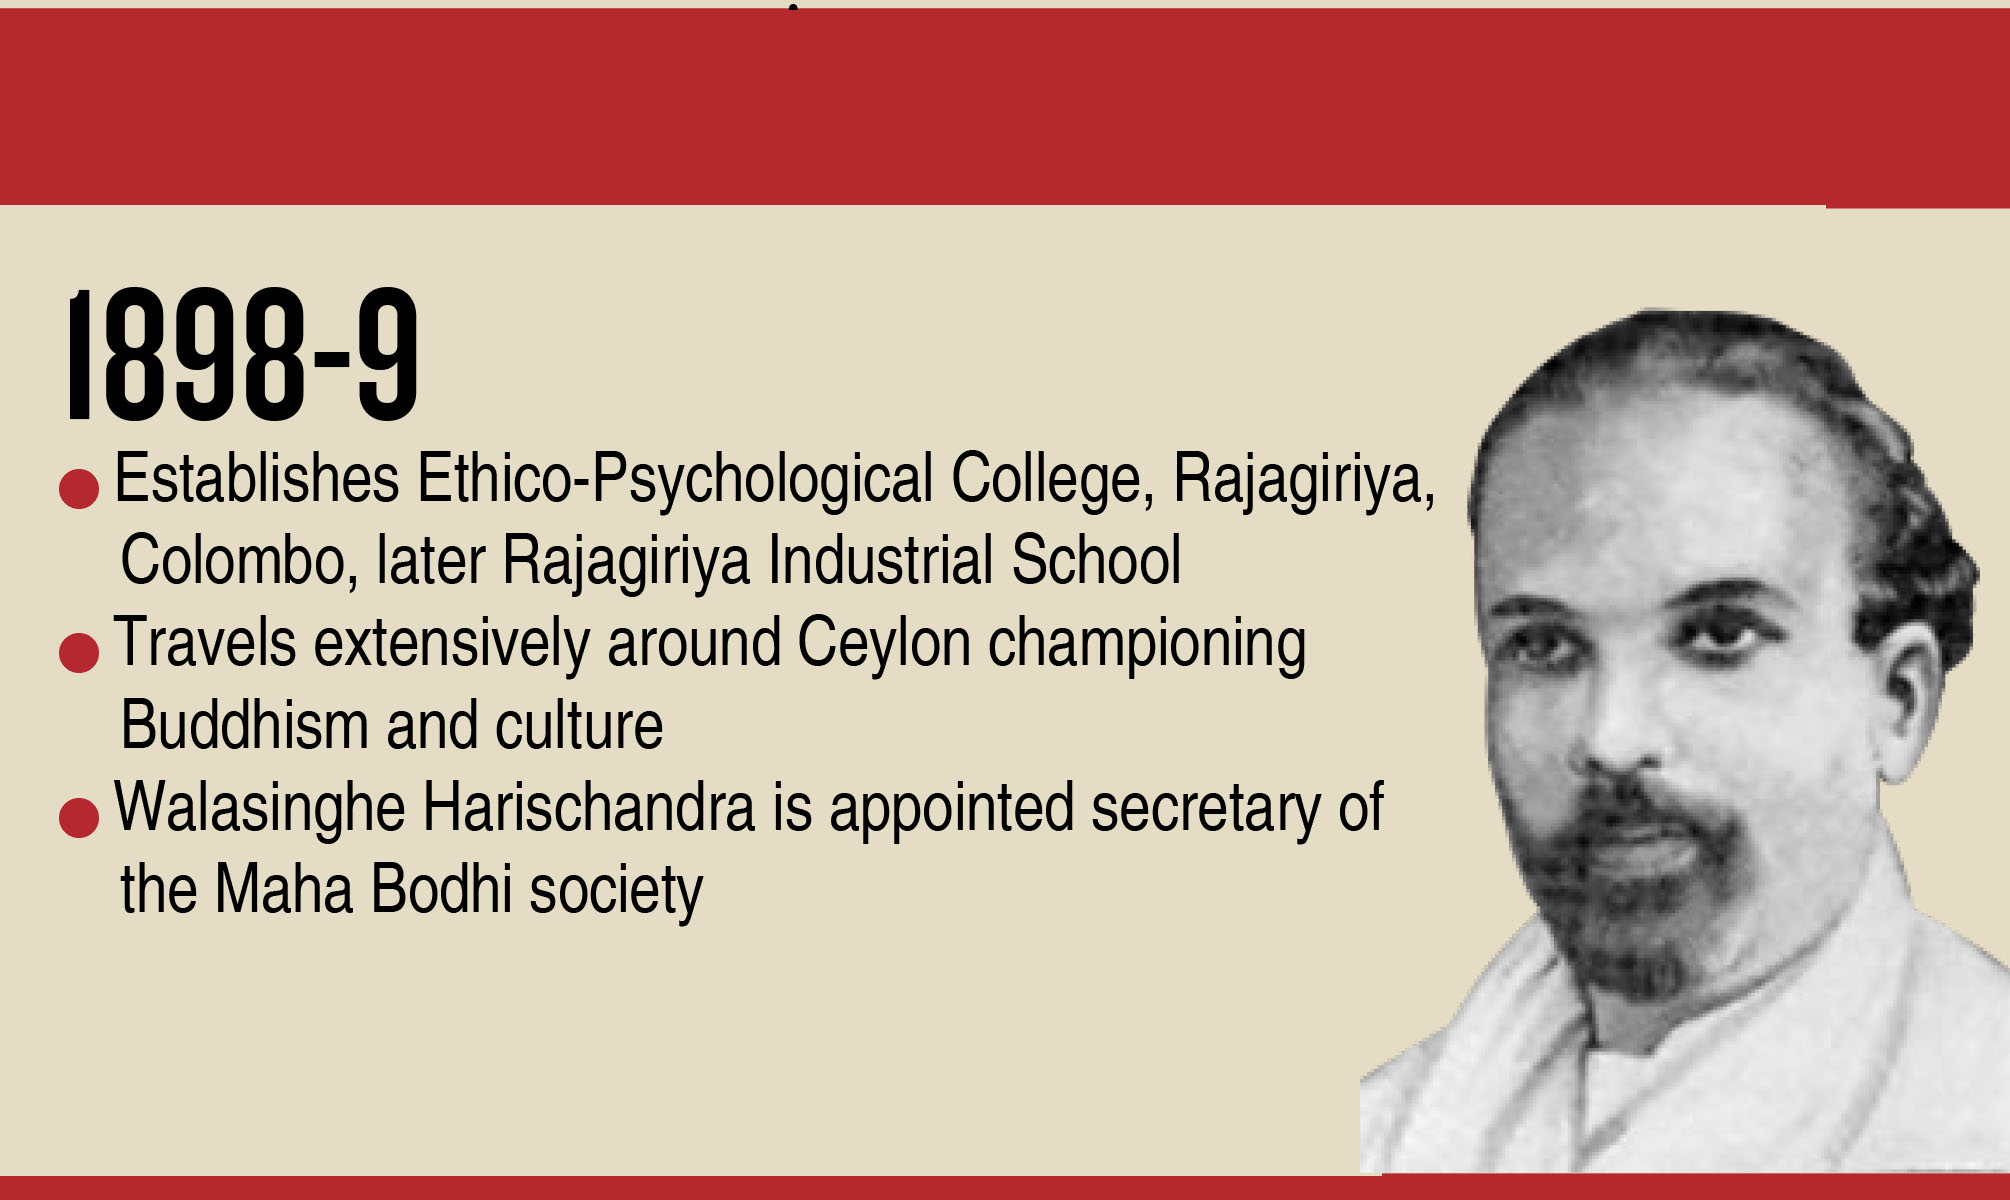 1898-9
Establishes Ethico-Psychological College, Rajagiriya,
Colombo, later Rajagiriya Industrial School
Travels extensively around Ceylon championing
Buddhism and culture
Walasinghe Harischandra is appointed secretary of
the Maha Bodhi society